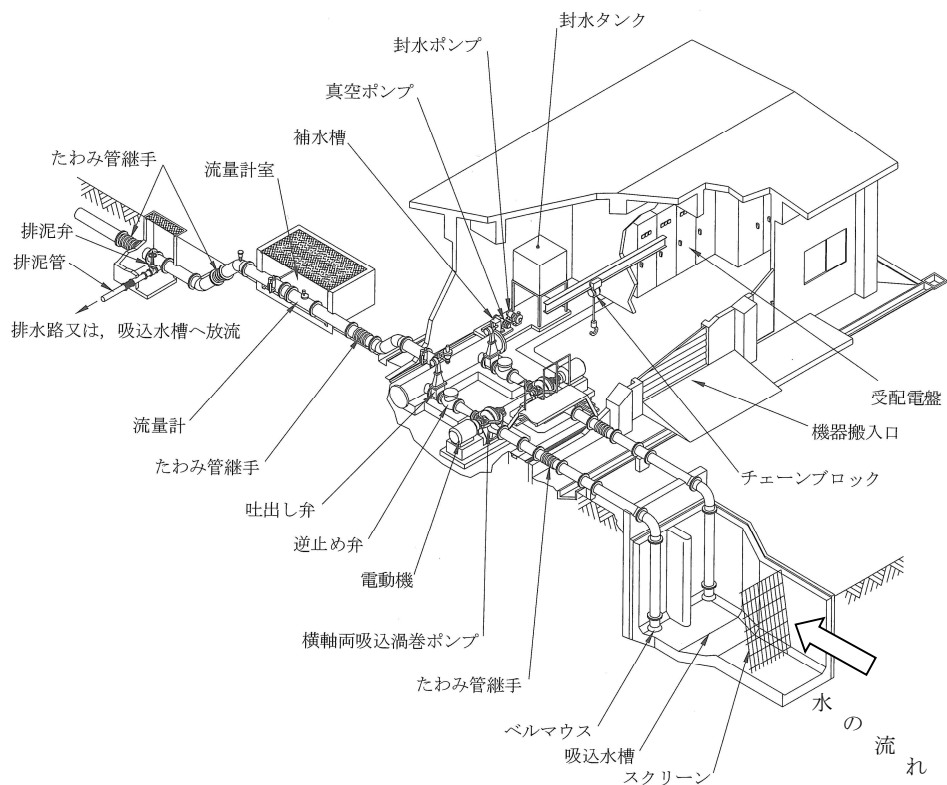 封水タンク
封水ポンプ
真空ポンプ
補水槽
たわみ管継手
流量計室
排泥弁
排泥管
排水路又は，吸込水槽へ放流
流量計
たわみ管継手
吐出し弁
逆止め弁
電動機
横軸両吸込渦巻ポンプ
たわみ管継手
受配電盤
機器搬入口
チェーンブロック
ベルマウス
吸込水槽
スクリーン
水の流れ